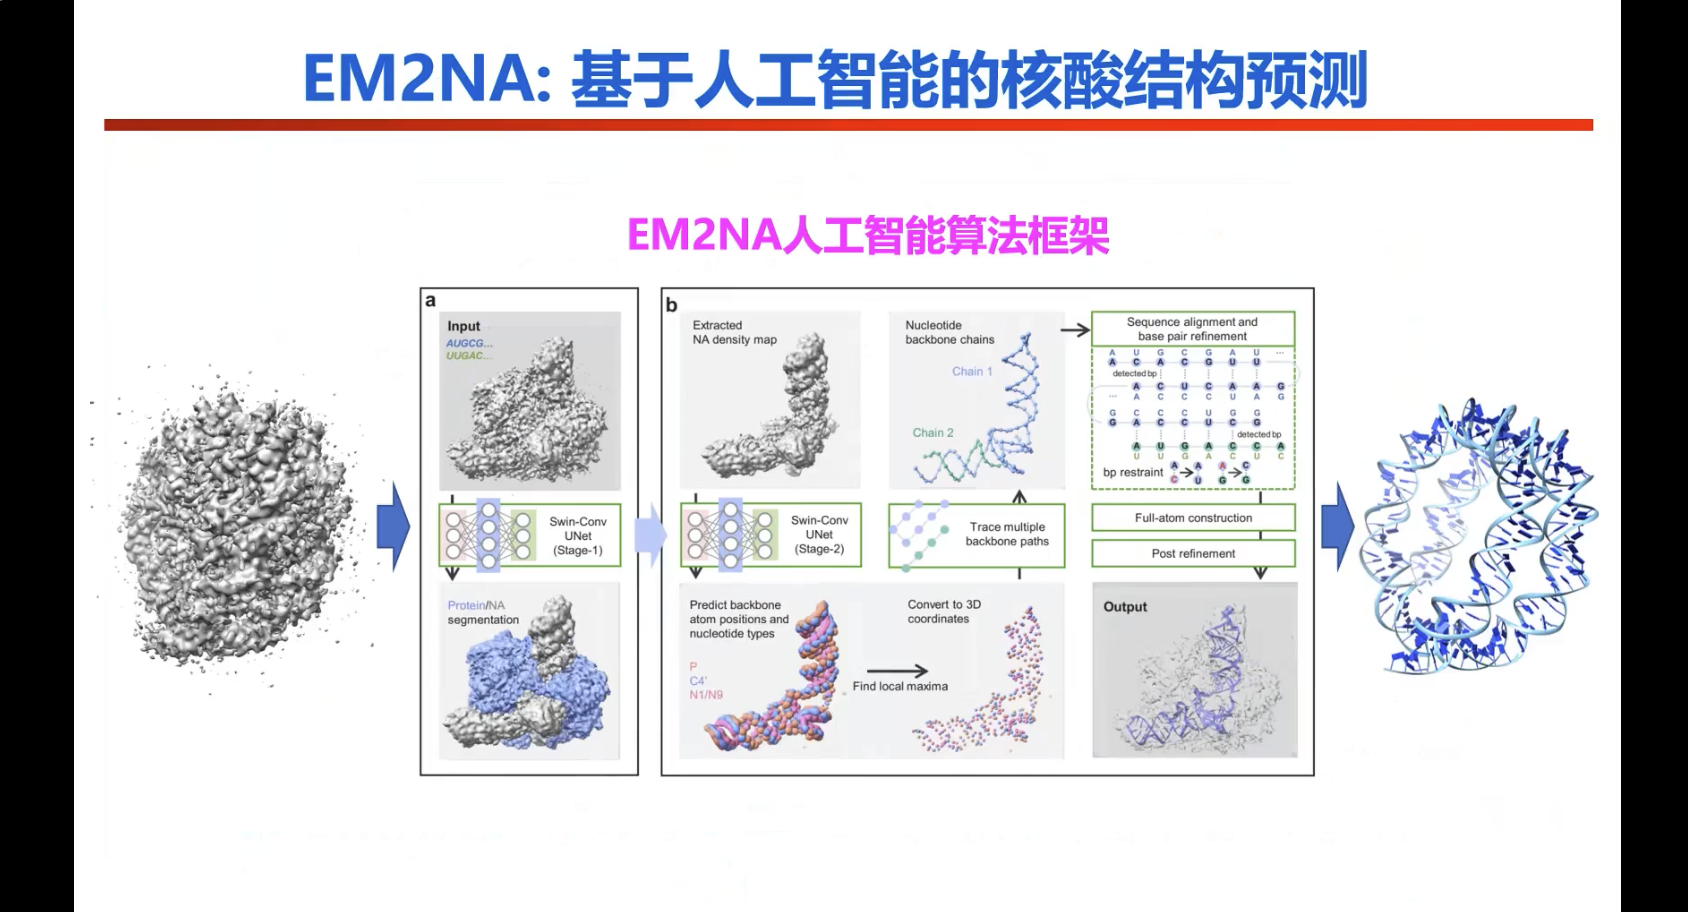 EM2NA: 基于人工智能的核酸结构预测
EM2NA人工智能算法框架
a
Input
AUGCG...
UUGAC...
Swin-Conv
UNet
(Stage-1)
Protein/NA
segmentation
b
Extracted
NA density map
Swin-Conv
UNet
(Stage-2)
Predict backbone
atom positions and
nucleotide types
P
C4'
N1/N9
Find local maxima
Convert to 3D
coordinates
Trace multiple
backbone paths
Nucleotide
backbone chains
Chain 1
Chain 2
Sequence alignment and
base pair refinement
A U G C G A U ...
A C A C G U U
detected bp
A C U C A A G
... A C C C U A G
G C C C U G G
G A C C U C G
detected bp
A U G A C C A
U U G A C U C
bp restraint
A A A C
C U G G
Full-atom construction
Post refinement
Output